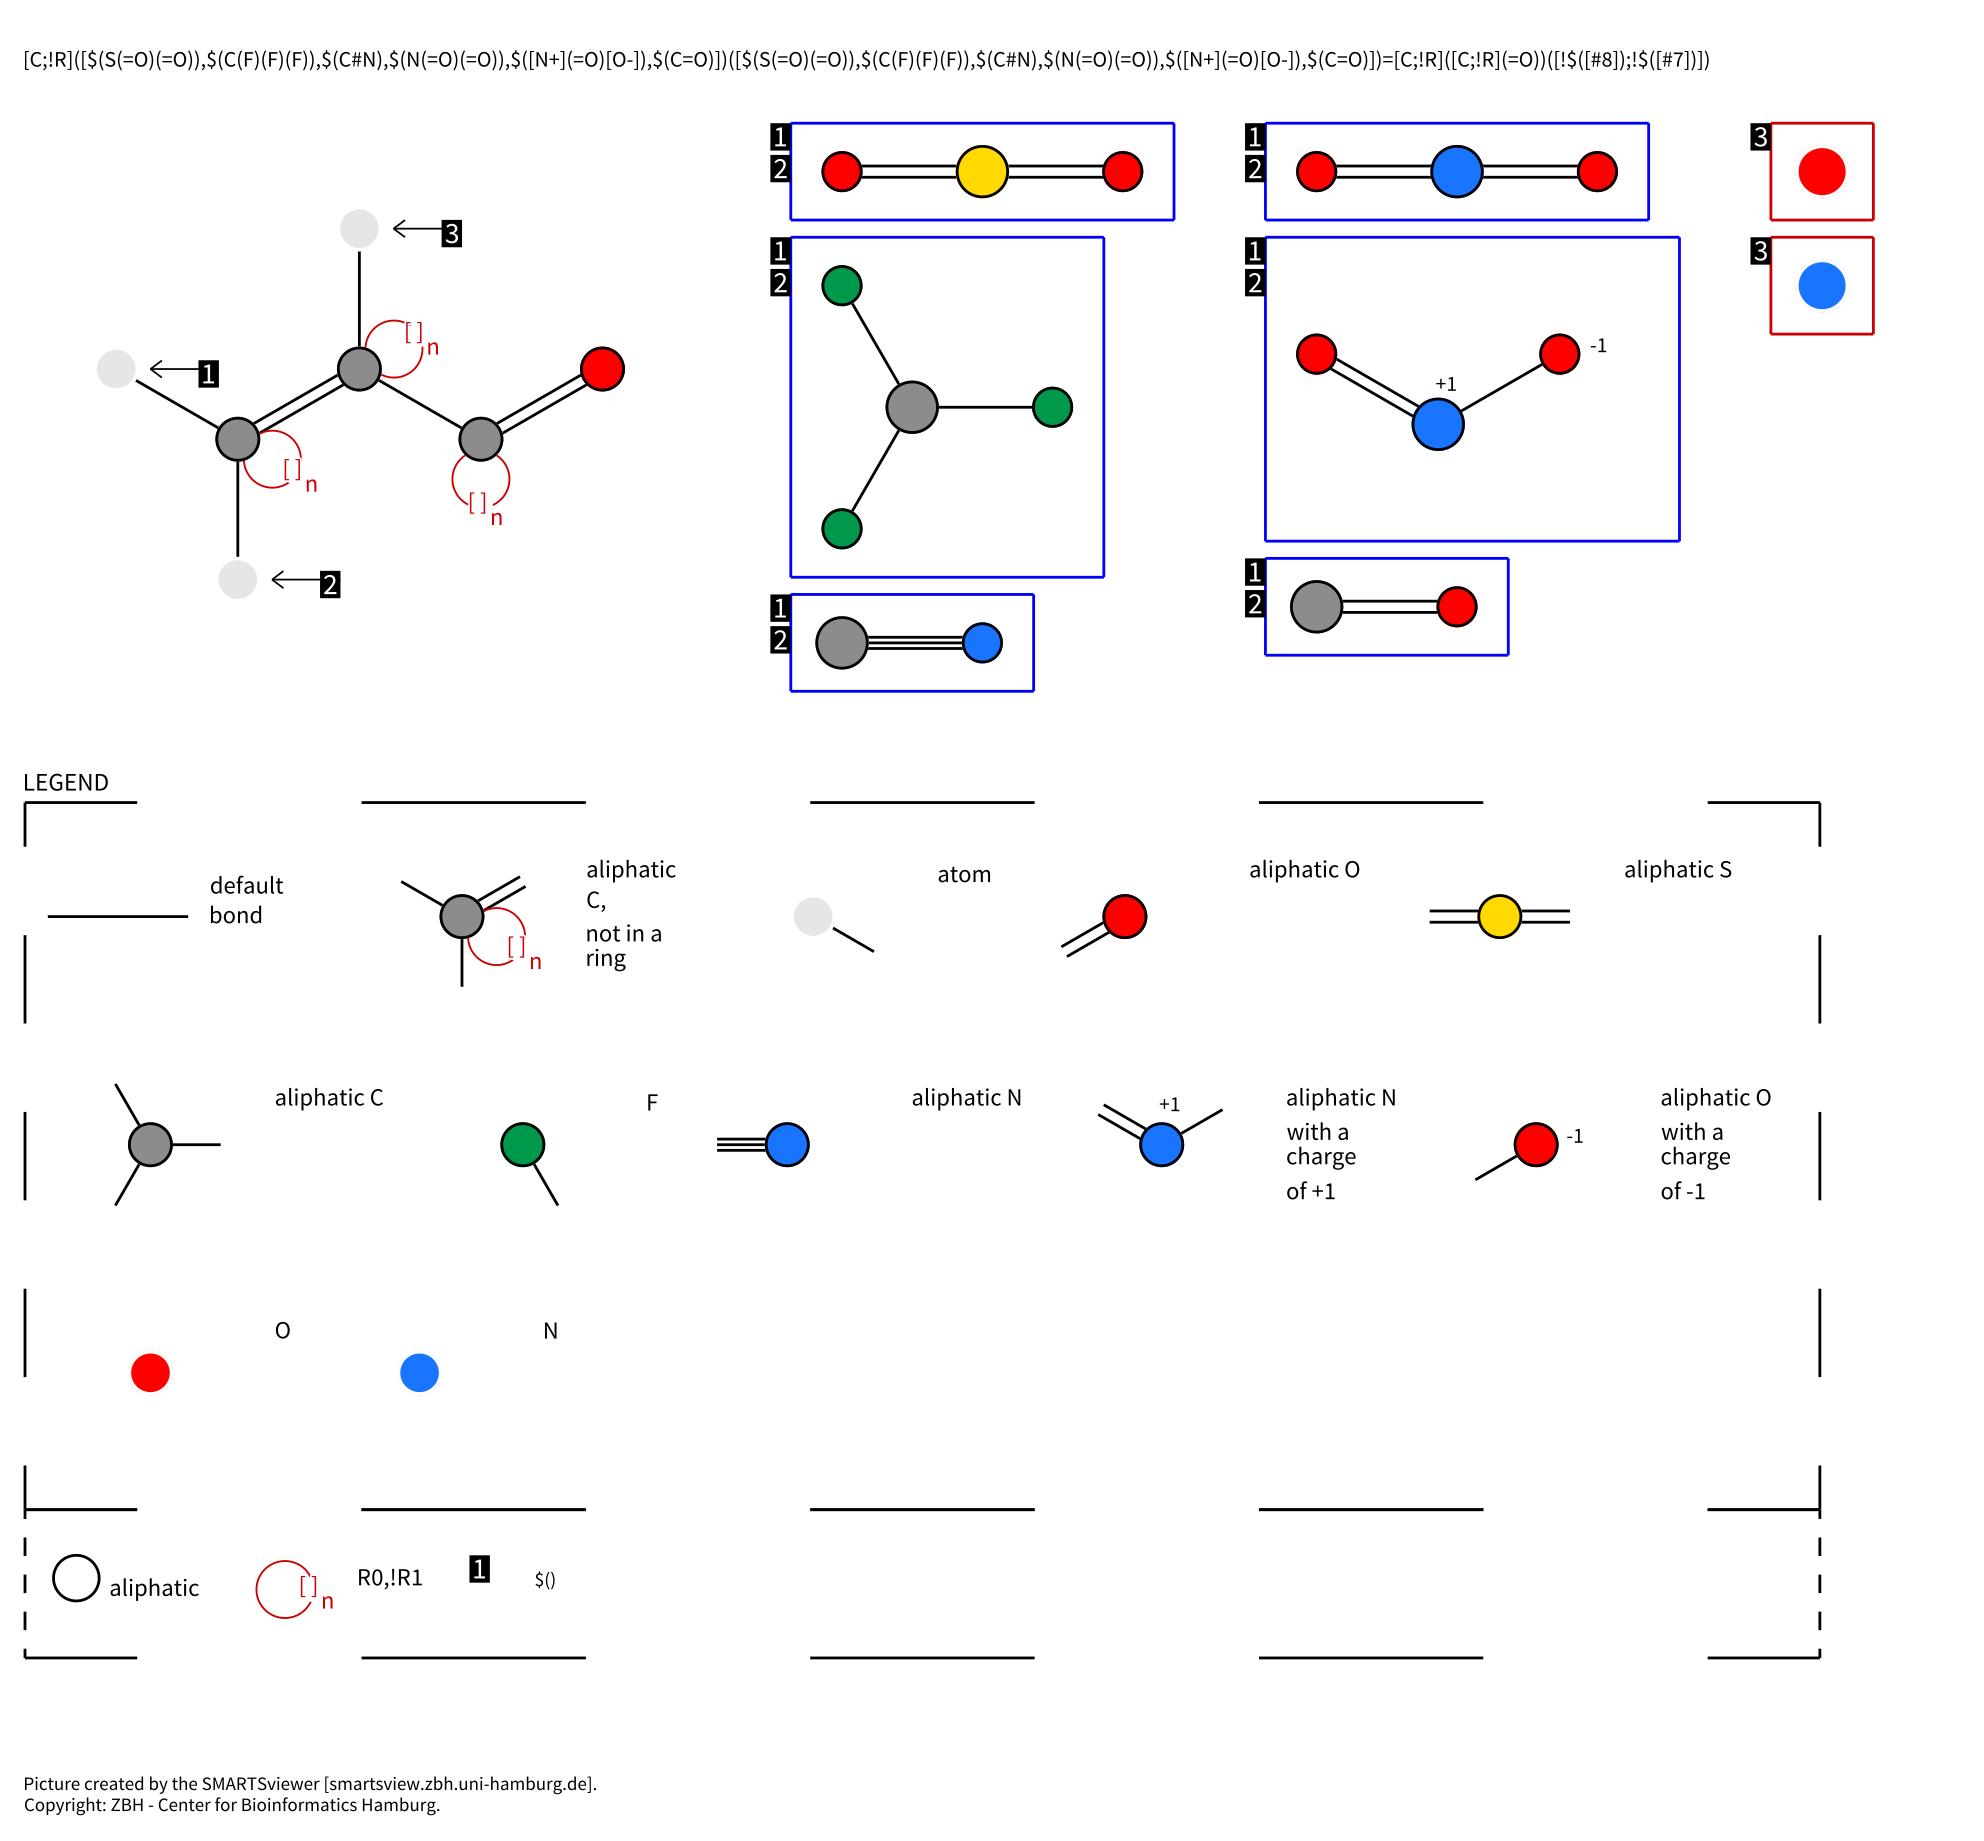 [C;!R]([$(S(=O)(=O)),$(C(F)(F)(F)),$(C#N),$(N(=O)(=O)),$([N+](=O)[O-]),$(C=O)])([$(S(=O)(=O)),$(C(F)(F)(F)),$(C#N),$(N(=O)(=O)),$([N+](=O)[O-]),$(C=O)])=[C;!R]([C;!R](=O))([!$([#8]);!$([#7])])
1
2
1
2
3
3
1
2
1
2
3
[ ]n
1
-1
+1
[ ]n
[ ]n
2
1
2
1
2
LEGEND
default
bond
[ ]n
aliphatic
C,
not in a
ring
atom
aliphatic O
aliphatic S
aliphatic C
F
aliphatic N
+1
aliphatic N
with a
charge
of +1
-1
aliphatic O
with a
charge
of -1
O
N
aliphatic
[ ]n
R0,!R1
1
$()
Picture created by the SMARTSviewer [smartsview.zbh.uni-hamburg.de].
Copyright: ZBH - Center for Bioinformatics Hamburg.